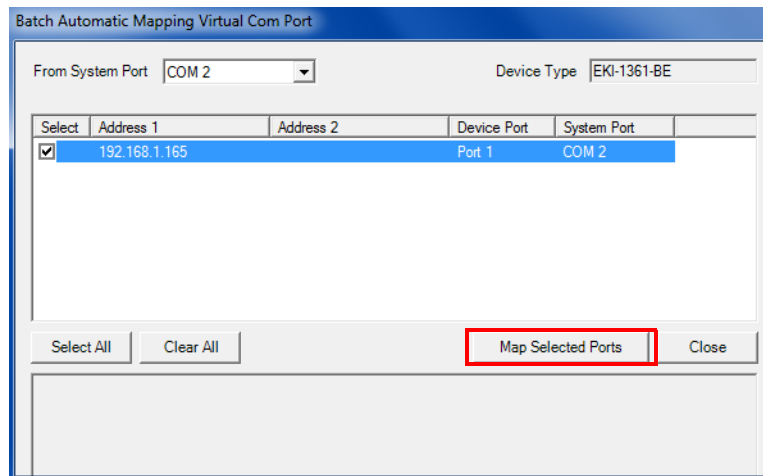 Batch Automatic Mapping Virtual Com Port
From System Port COM 2 Device Type EKI-1361-BE
Select Address 1 Address 2 Device Port System Port
192.168.1.165 Port 1 COM 2
Select All Clear All Map Selected Ports Close